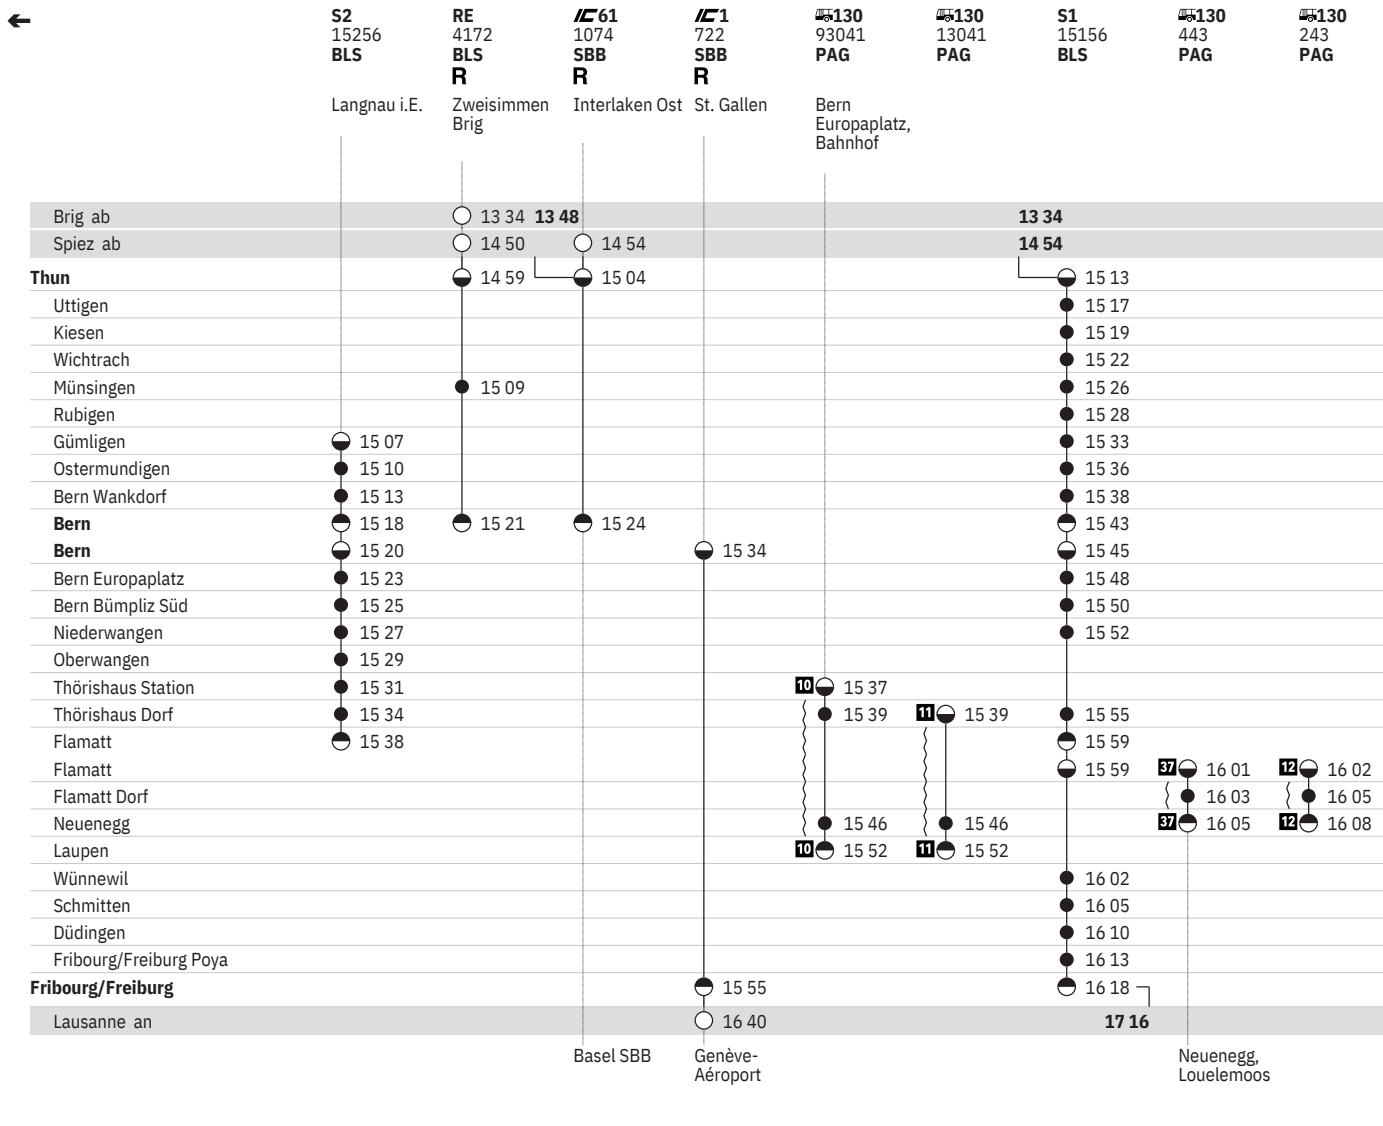 S2 RE IC61 IC1 130 130 S1 130 130
15256 4172 1074 722 93041 13041 15156 443 243
BLS BLS SBB SBB PAG PAG BLS PAG PAG
R R R
Langnau i.E. Zweisimmen Interlaken Ost St. Gallen Bern
Brig Europaplatz,
Bahnhof
Brig ab 13 34 13 48 13 34
Spiez ab 14 50 14 54 14 54
Thun 14 59 15 04 15 13
Uttigen 15 17
Kiesen 15 19
Wichtrach 15 22
Münsingen 15 09 15 26
Rubigen 15 28
Gümligen 15 07 15 33
Ostermundigen 15 10 15 36
Bern Wankdorf 15 13 15 38
Bern 15 18 15 21 15 24 15 43
Bern 15 20 15 34 15 45
Bern Europaplatz 15 23 15 48
Bern Bümpliz Süd 15 25 15 50
Niederwangen 15 27 15 52
Oberwangen 15 29
Thörishaus Station 15 31 10 15 37
Thörishaus Dorf 15 34 15 39 11 15 39 15 55
Flamatt 15 38 15 59
Flamatt 15 59 37 16 01 12 16 02
Flamatt Dorf 16 03 16 05
Neuenegg 15 46 15 46 37 16 05 12 16 08
Laupen 10 15 52 11 15 52
Wünnewil 16 02
Schmitten 16 05
Düdingen 16 10
Fribourg/Freiburg Poya 16 13
Fribourg/Freiburg 15 55 16 18
Lausanne an 16 40 17 16
Basel SBB Genève- Neuenegg,
Aéroport Louelemoos